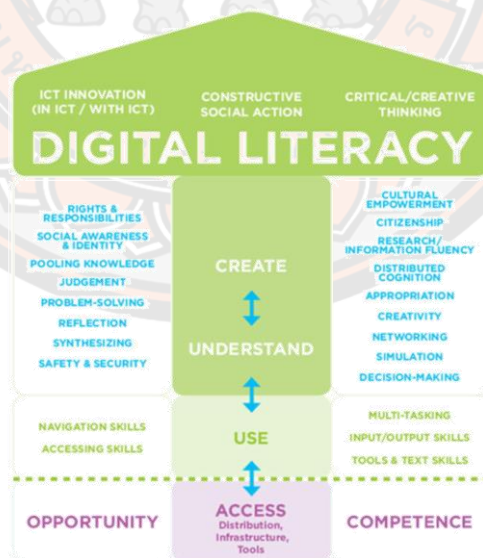 ICT INNOVATION
(IN ICT / WITH ICT)
CONSTRUCTIVE
SOCIAL ACTION
CRITICAL/CREATIVE
THINKING
DIGITAL LITERACY
RIGHTS &
RESPONSIBILITIES
SOCIAL AWARENESS
& IDENTITY
POOLING KNOWLEDGE
JUDGEMENT
PROBLEM-SOLVING
REFLECTION
SYNTHESIZING
SAFETY & SECURITY
CREATE
UNDERSTAND
CULTURAL
EMPOWERMENT
CITIZENSHIP
RESEARCH/
INFORMATION FLUENCY
DISTRIBUTED
COGNITION
APPROPRIATION
CREATIVITY
NETWORKING
SIMULATION
DECISION-MAKING
NAVIGATION SKILLS
ACCESSING SKILLS
USE
MULTI-TASKING
INPUT/OUTPUT SKILLS
TOOLS & TEXT SKILLS
OPPORTUNITY
ACCESS
Distribution,
Infrastructure,
Tools
COMPETENCE